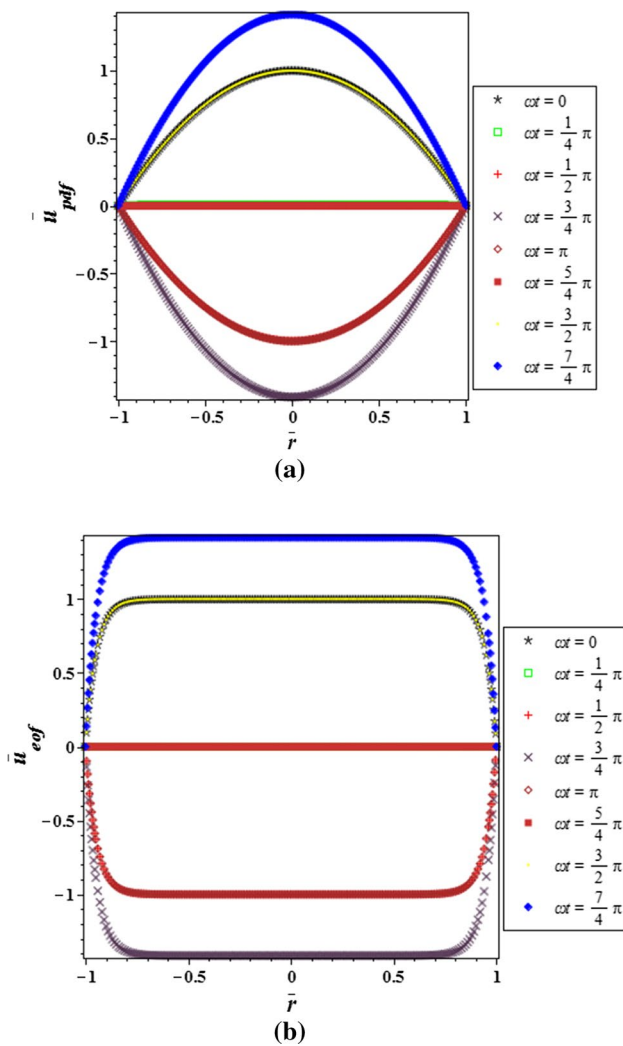 1
0.5
0
−0.5
−1
ū pdf
−1 −0.5 0 0.5 1
r̄
ωt = 0
ωt = 1/4 π
ωt = 1/2 π
ωt = 3/4 π
ωt = π
ωt = 5/4 π
ωt = 3/2 π
ωt = 7/4 π
(a)
1
0.5
0
−0.5
−1
ū eof
−1 −0.5 0 0.5 1
r̄
ωt = 0
ωt = 1/4 π
ωt = 1/2 π
ωt = 3/4 π
ωt = π
ωt = 5/4 π
ωt = 3/2 π
ωt = 7/4 π
(b)